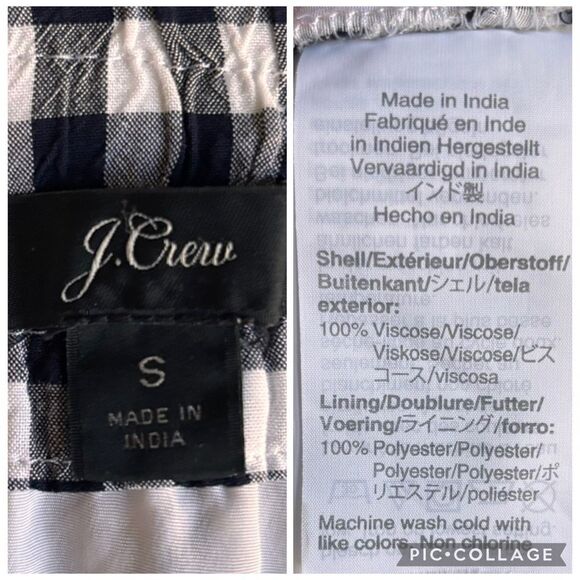 J.Crew
S
MADE IN
INDIA
Made in India
Fabriqué en Inde
in Indien Hergestellt
Vervaardigd in India
インド製
Hecho en India
Shell/Extérieur/Oberstoff/
Buitenkant/シェル/tela
exterior:
100% Viscose/Viscose/
Viskose/Viscose/ビス
コース/viscosa
Lining/Doublure/Futter/
Voering/ライニング/forro:
100% Polyester/Polyester/
Polyester/Polyester/ポ
リエステル/poliéster
Machine wash cold with
like colors. Non chlorine
PIC·COLLAGE